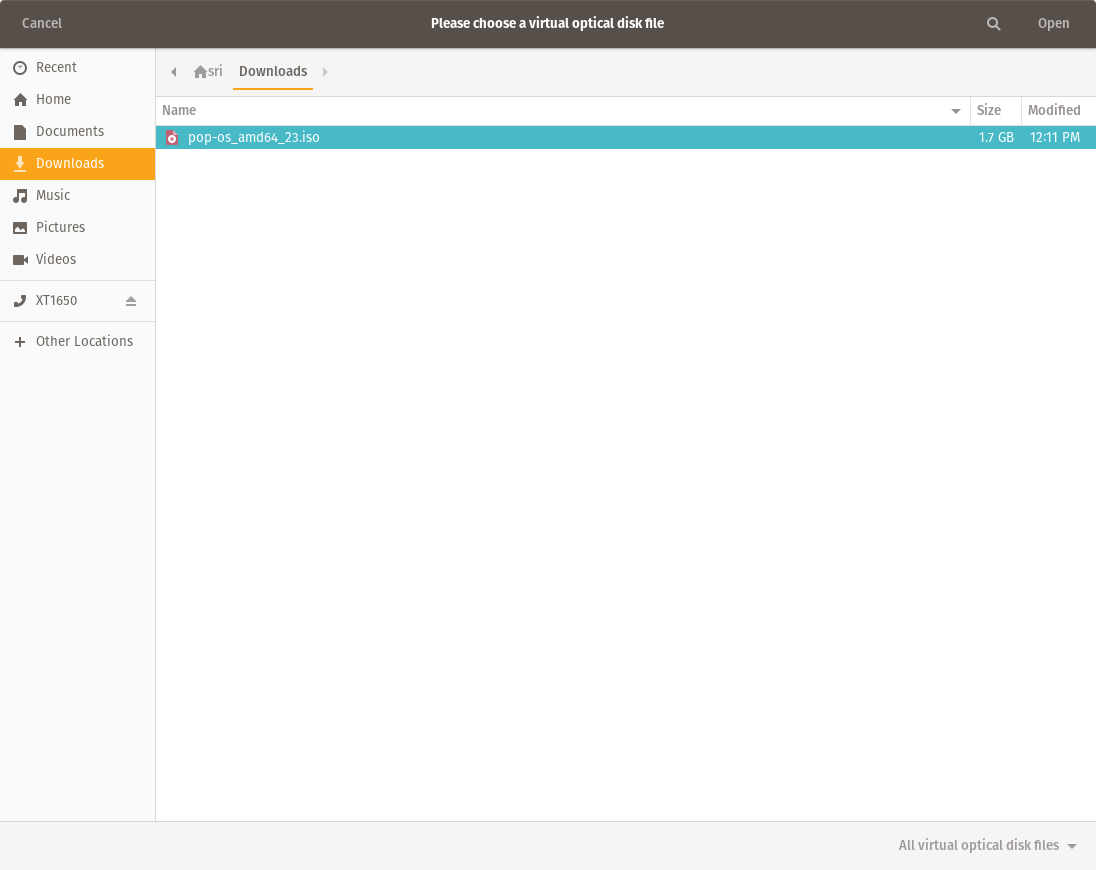 Cancel Please choose a virtual optical disk file Open
Recent
Home
Documents
Downloads
Music
Pictures
Videos
XT1650
Other Locations
sri Downloads
Name Size Modified
pop-os_amd64_23.iso 1.7 GB 12:11 PM
All virtual optical disk files